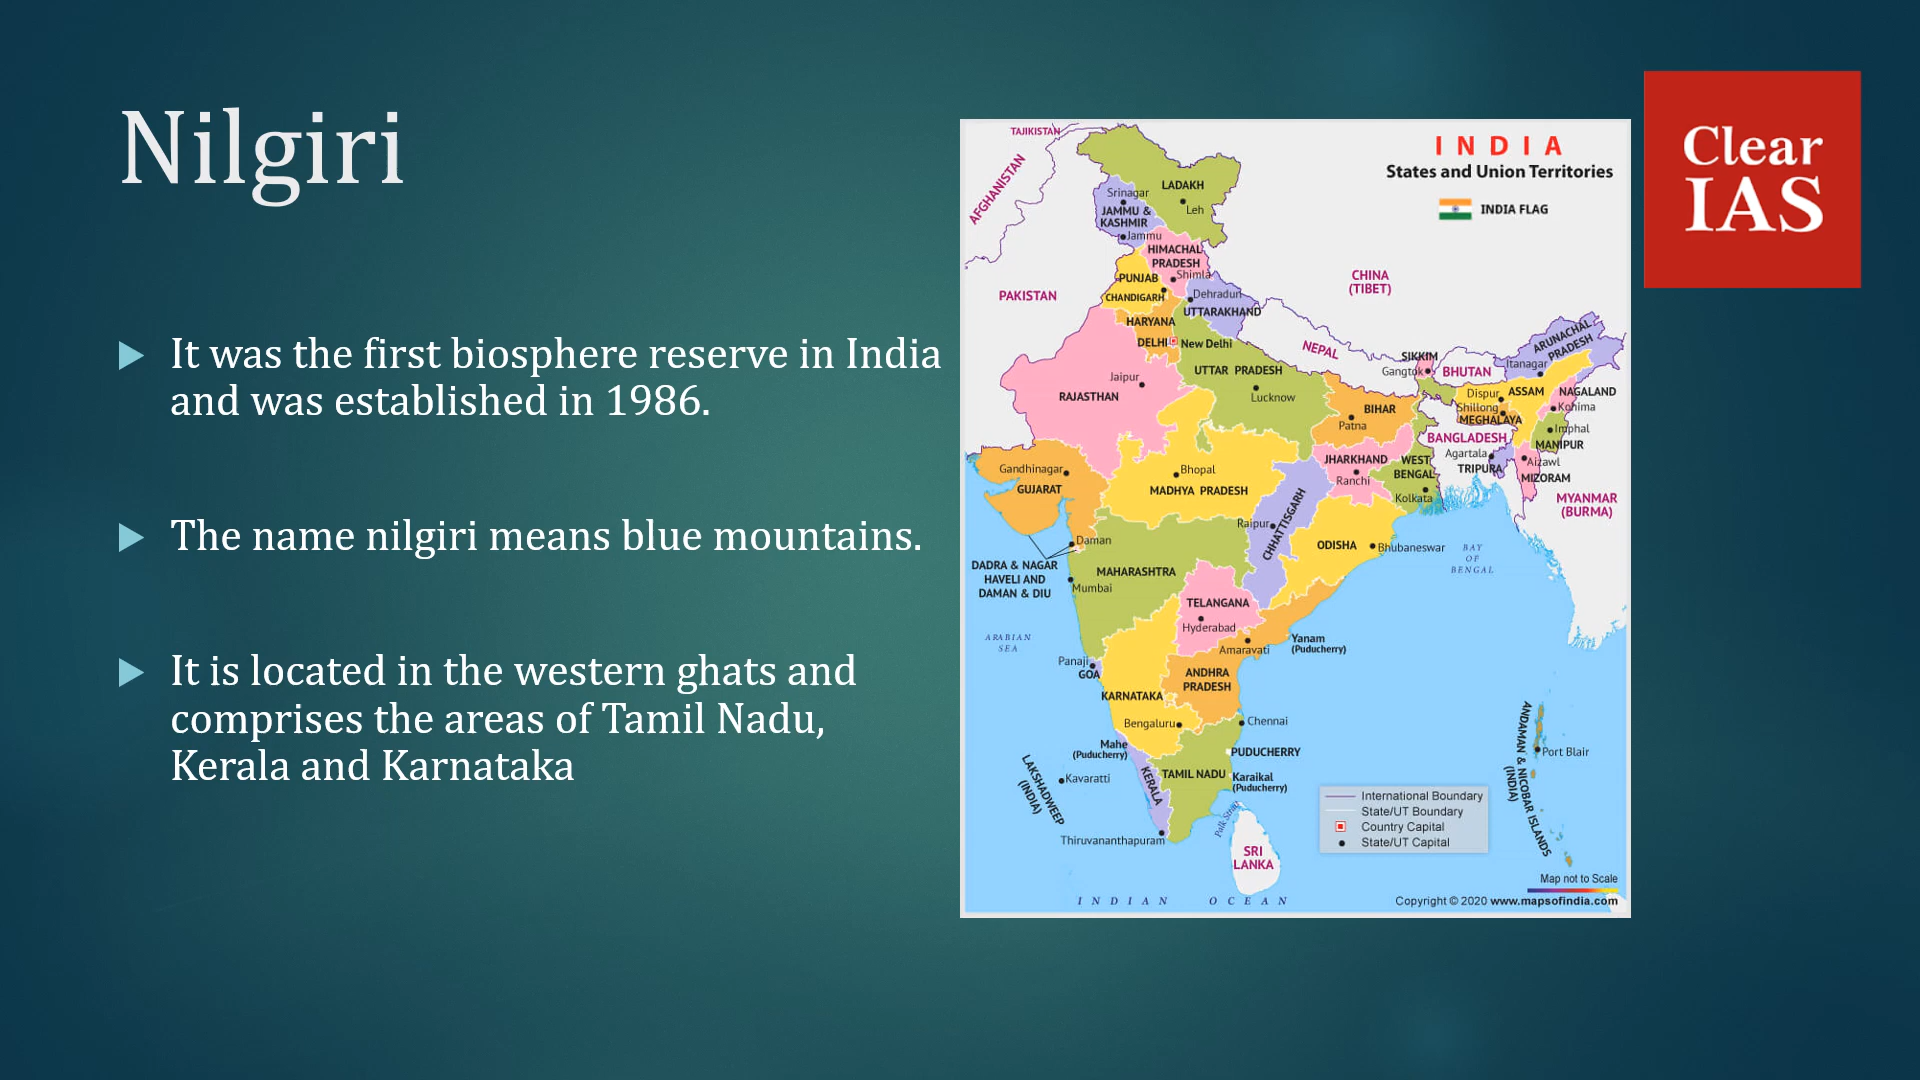 Nilgiri
It was the first biosphere reserve in India
and was established in 1986.
The name nilgiri means blue mountains.
It is located in the western ghats and
comprises the areas of Tamil Nadu,
Kerala and Karnataka
Clear
IAS
INDIA
States and Union Territories
INDIA FLAG
TAJIKISTAN
AFGHANISTAN
PAKISTAN
CHINA
(TIBET)
NEPAL
BHUTAN
BANGLADESH
MYANMAR
(BURMA)
SRI
LANKA
LADAKH
Leh
Srinagar
JAMMU &
KASHMIR
Jammu
HIMACHAL
PRADESH
Shimla
PUNJAB
CHANDIGARH
Dehradun
UTTARAKHAND
HARYANA
DELHI
New Delhi
UTTAR PRADESH
Lucknow
Jaipur
RAJASTHAN
BIHAR
Patna
SIKKIM
Gangtok
ARUNACHAL
PRADESH
Itanagar
Dispur
ASSAM
NAGALAND
Kohima
Shillong
MEGHALAYA
Imphal
MANIPUR
Agartala
TRIPURA
Aizawl
MIZORAM
Gandhinagar
GUJARAT
Bhopal
MADHYA PRADESH
JHARKHAND
Ranchi
WEST
BENGAL
Kolkata
Raipur
CHHATTISGARH
ODISHA
Bhubaneswar
Daman
DADRA & NAGAR
HAVELI AND
DAMAN & DIU
MAHARASHTRA
Mumbai
TELANGANA
Hyderabad
Amaravati
Yanam
(Puducherry)
ANDHRA
PRADESH
Panaji
GOA
KARNATAKA
Bengaluru
Chennai
Mahe
(Puducherry)
PUDUCHERRY
TAMIL NADU
Karaikal
(Puducherry)
KERALA
Kavaratti
LAKSHADWEEP
(INDIA)
Thiruvananthapuram
Palk Strait
ANDAMAN & NICOBAR ISLANDS
(INDIA)
Port Blair
ARABIAN
SEA
BAY
OF
BENGAL
INDIAN OCEAN
International Boundary
State/UT Boundary
Country Capital
State/UT Capital
Map not to Scale
Copyright © 2020 www.mapsofindia.com